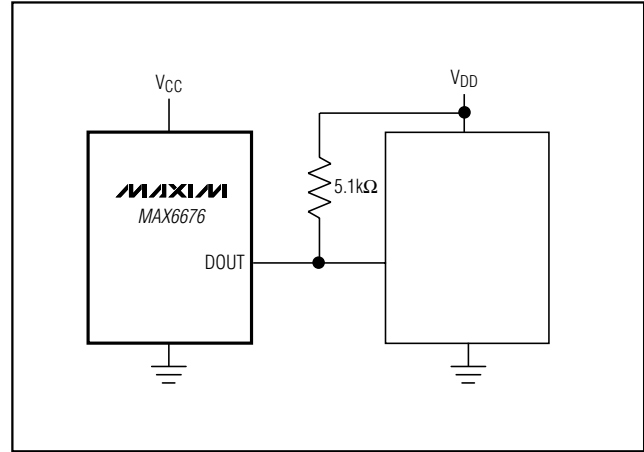 VCC
VDD
MAXIM
MAX6676
5.1kΩ
DOUT